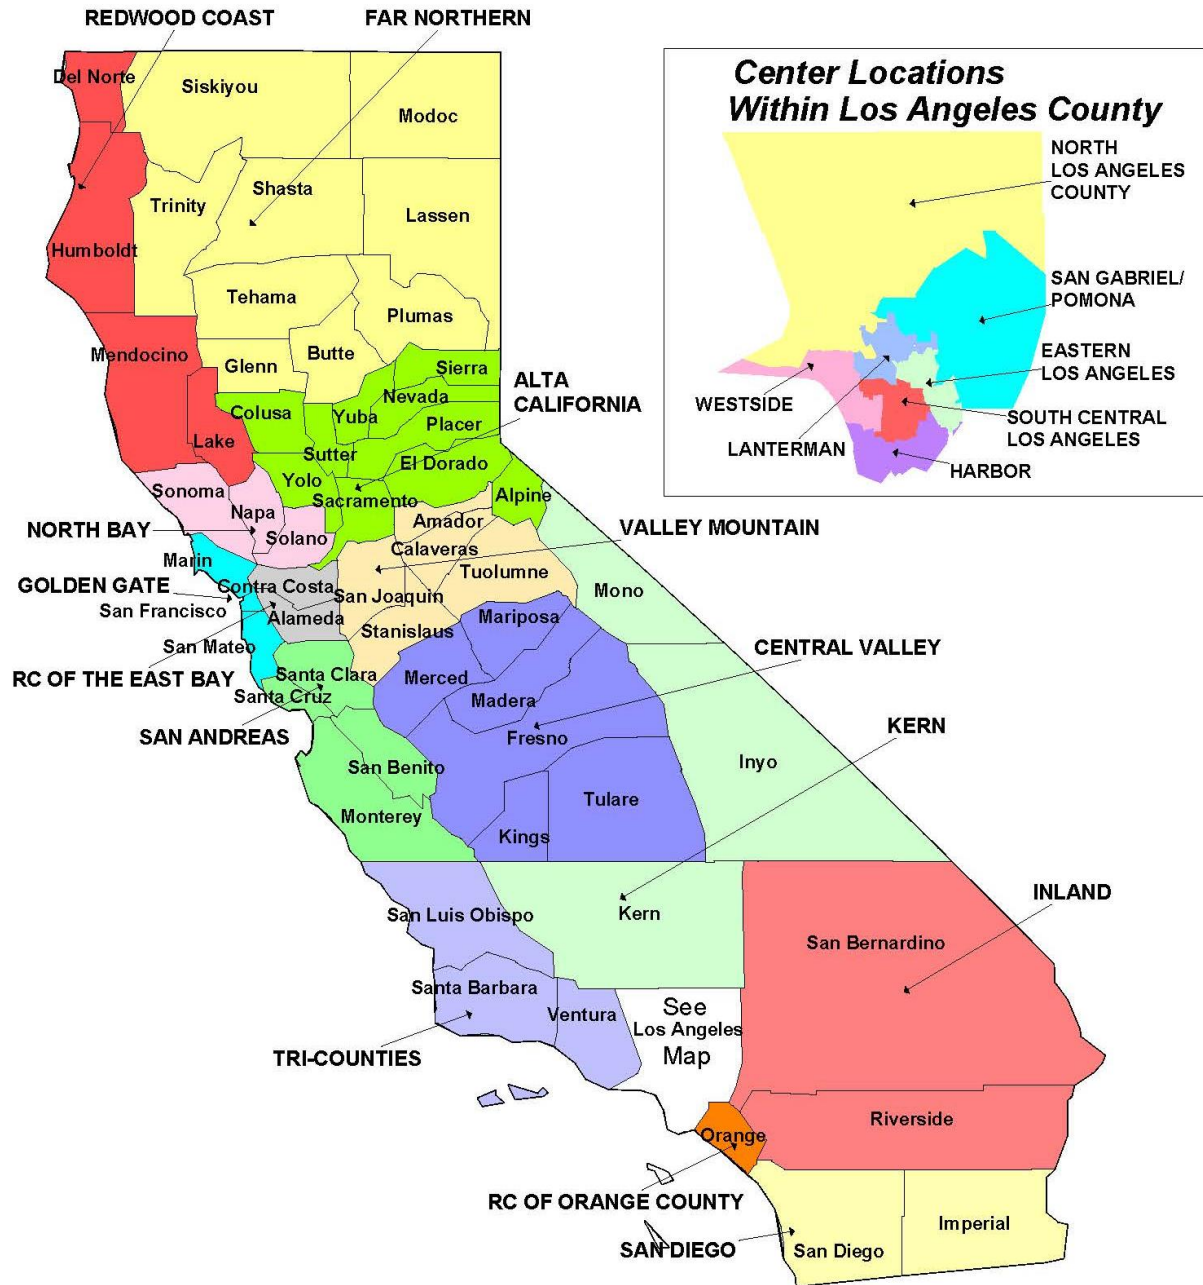 REDWOOD COAST
FAR NORTHERN
Center Locations
Within Los Angeles County
Del Norte
Siskiyou
Modoc
NORTH
LOS ANGELES
COUNTY
Shasta
Trinity
Lassen
Humboldt
SAN GABRIEL/
POMONA
Tehama
Plumas
Mendocino
Glenn
Butte
Sierra
EASTERN
LOS ANGELES
ALTA
CALIFORNIA
Nevada
WESTSIDE
Colusa
Yuba
Placer
SOUTH CENTRAL
LOS ANGELES
Lake
Sutter
LANTERMAN
El Dorado
HARBOR
Yolo
Sonoma
Sacramento
Alpine
Napa
Amador
NORTH BAY
Solano
VALLEY MOUNTAIN
Calaveras
Marin
Tuolumne
GOLDEN GATE
Contra Costa
San Joaquin
Mono
San Francisco
Alameda
Mariposa
Stanislaus
San Mateo
CENTRAL VALLEY
RC OF THE EAST BAY
Santa Clara
Merced
Santa Cruz
Madera
KERN
SAN ANDREAS
Fresno
Inyo
San Benito
Tulare
Monterey
Kings
INLAND
San Luis Obispo
Kern
San Bernardino
Santa Barbara
See
Los Angeles
Map
Ventura
TRI-COUNTIES
Riverside
Orange
RC OF ORANGE COUNTY
Imperial
SAN DIEGO
San Diego